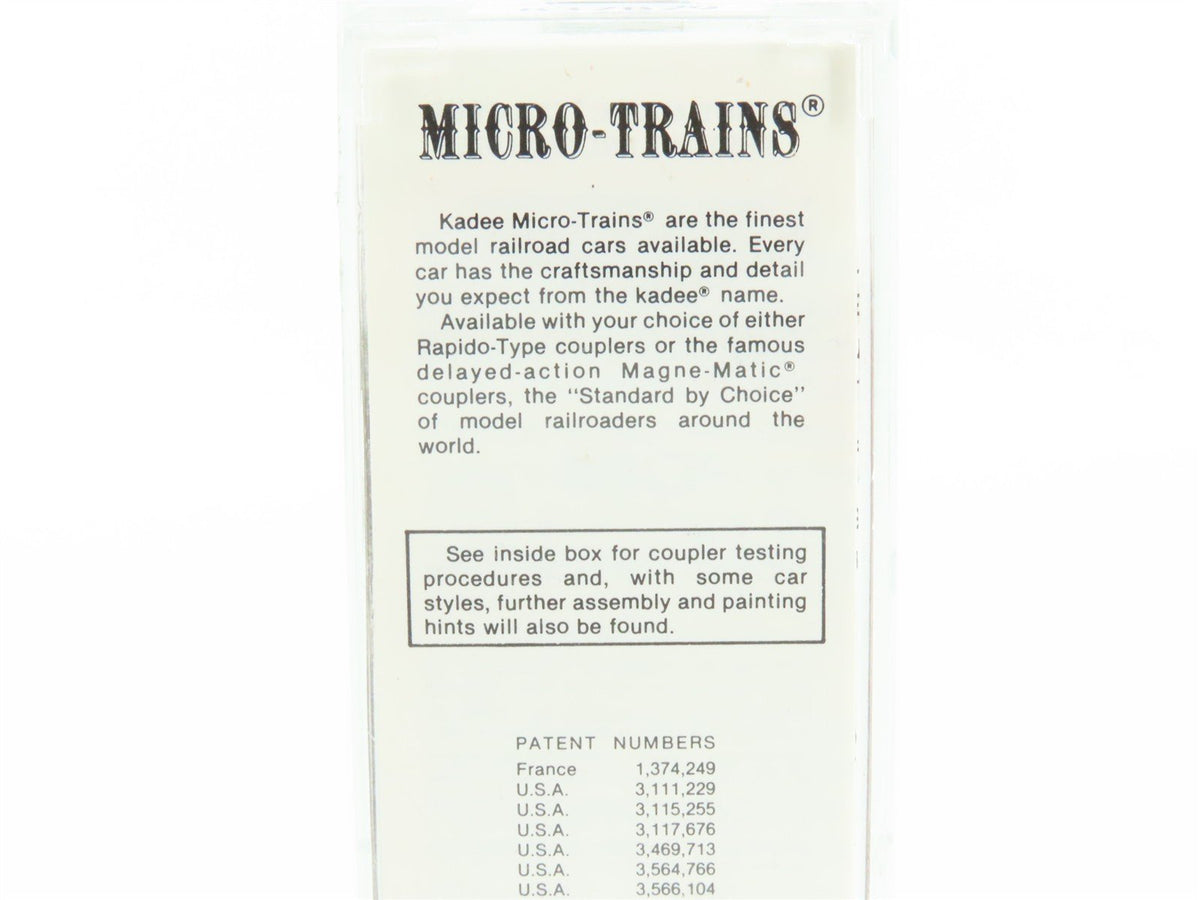 MICRO-TRAINS®
Kadee Micro-Trains® are the finest
model railroad cars available. Every
car has the craftsmanship and detail
you expect from the kadee® name.
Available with your choice of either
Rapido-Type couplers or the famous
delayed-action Magne-Matic®
couplers, the "Standard by Choice"
of model railroaders around the
world.
See inside box for coupler testing
procedures and, with some car
styles, further assembly and painting
hints will also be found.
PATENT NUMBERS
France 1,374,249
U.S.A. 3,111,229
U.S.A. 3,115,255
U.S.A. 3,117,676
U.S.A. 3,469,713
U.S.A. 3,564,766
U.S.A. 3,566,104